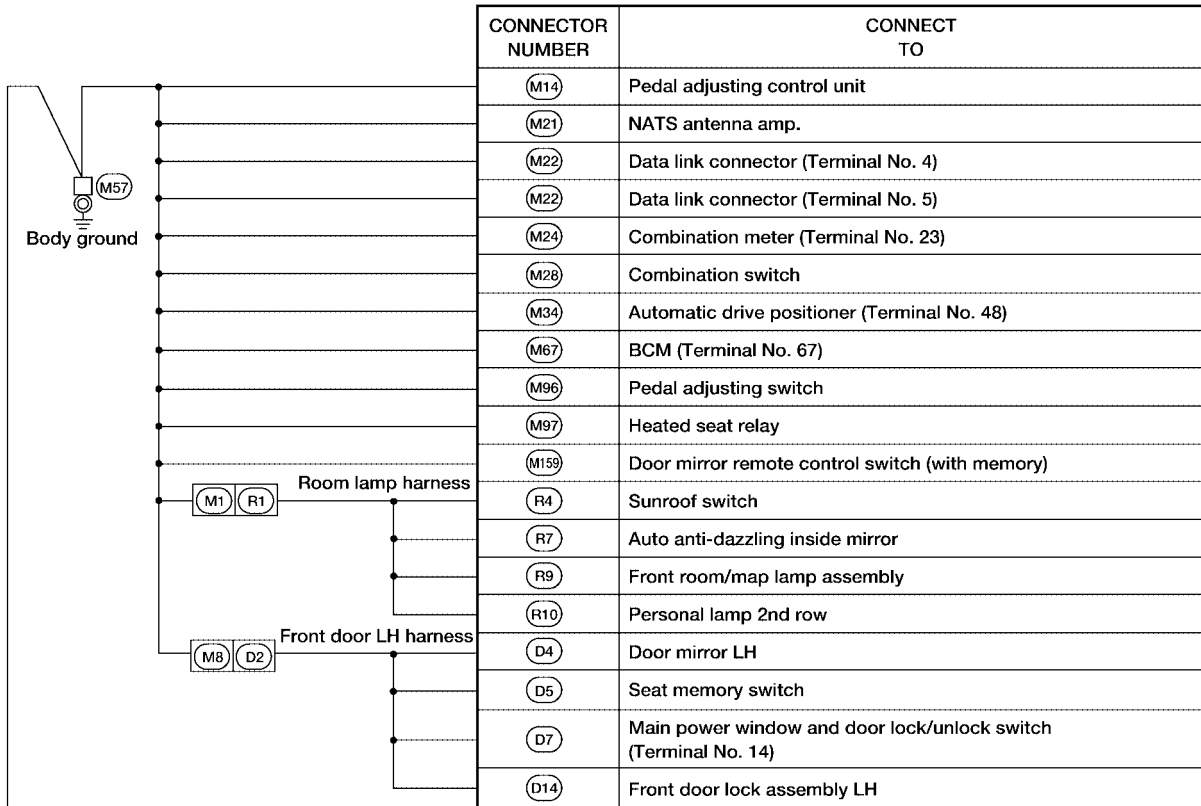 CONNECTOR NUMBER CONNECT TO
M14 Pedal adjusting control unit
M21 NATS antenna amp.
M22 Data link connector (Terminal No. 4)
M57
M22 Data link connector (Terminal No. 5)
Body ground
M24 Combination meter (Terminal No. 23)
M28 Combination switch
M34 Automatic drive positioner (Terminal No. 48)
M67 BCM (Terminal No. 67)
M96 Pedal adjusting switch
M97 Heated seat relay
M159 Door mirror remote control switch (with memory)
Room lamp harness
M1 R1 R4 Sunroof switch
R7 Auto anti-dazzling inside mirror
R9 Front room/map lamp assembly
R10 Personal lamp 2nd row
Front door LH harness
M8 D2 D4 Door mirror LH
D5 Seat memory switch
D7 Main power window and door lock/unlock switch
(Terminal No. 14)
D14 Front door lock assembly LH